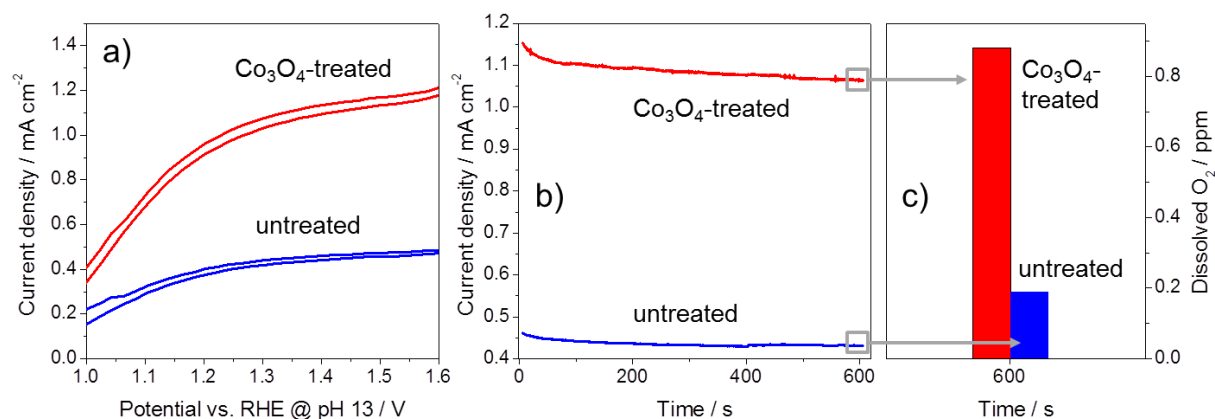 a)
Co₃O₄-treated
untreated
Current density / mA cm⁻²
1.4
1.2
1.0
0.8
0.6
0.4
0.2
0.0
1.0 1.1 1.2 1.3 1.4 1.5 1.6
Potential vs. RHE @ pH 13 / V
b)
Co₃O₄-treated
untreated
Current density / mA cm⁻²
1.2
1.1
1.0
0.9
0.8
0.7
0.6
0.5
0.4
0 200 400 600
Time / s
c)
Co₃O₄-
treated
untreated
0.8
0.6
0.4
0.2
0.0
Dissolved O₂ / ppm
600
Time / s